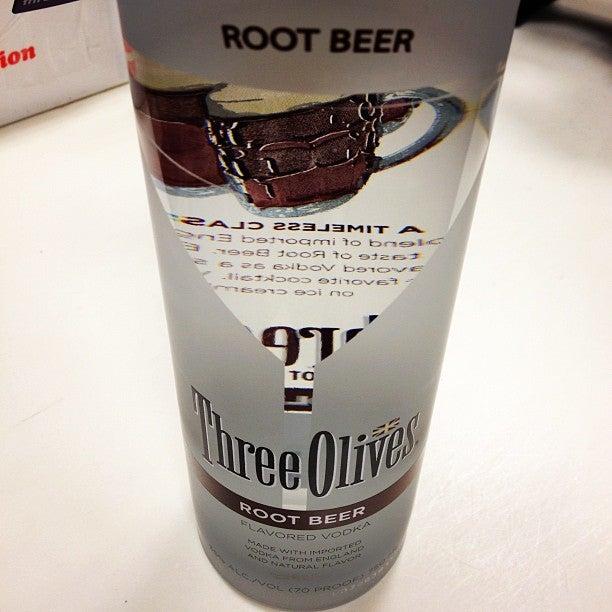 ion
ROOT BEER
A TIMELESS CLAS
blend of imported Eng
taste of Root Beer.
avored Vodka as a s
favorite cocktail.
on ice cream
hree
Three Olives
ROOT BEER
FLAVORED VODKA
MADE WITH IMPORTED
VODKA FROM ENGLAND
AND NATURAL FLAVOR
ALC/VOL (70 PROOF)